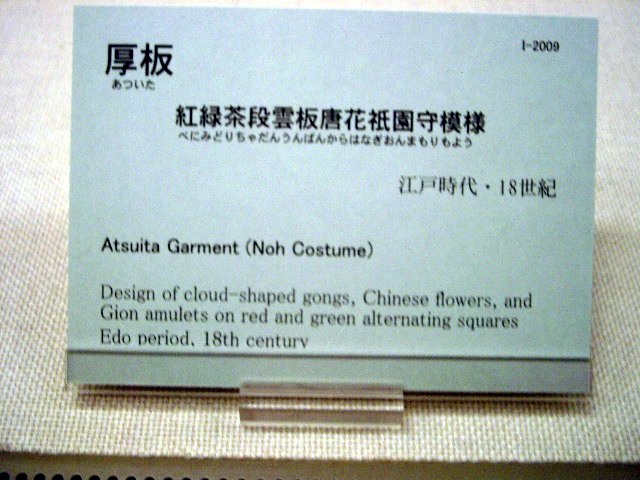 I-2009
厚板
あついた
紅緑茶段雲板唐花祇園守模様
べにみどりちゃだんうんばんからはなぎおんまもりもよう
江戸時代・18世紀
Atsuita Garment (Noh Costume)
Design of cloud-shaped gongs, Chinese flowers, and
Gion amulets on red and green alternating squares
Edo period, 18th century